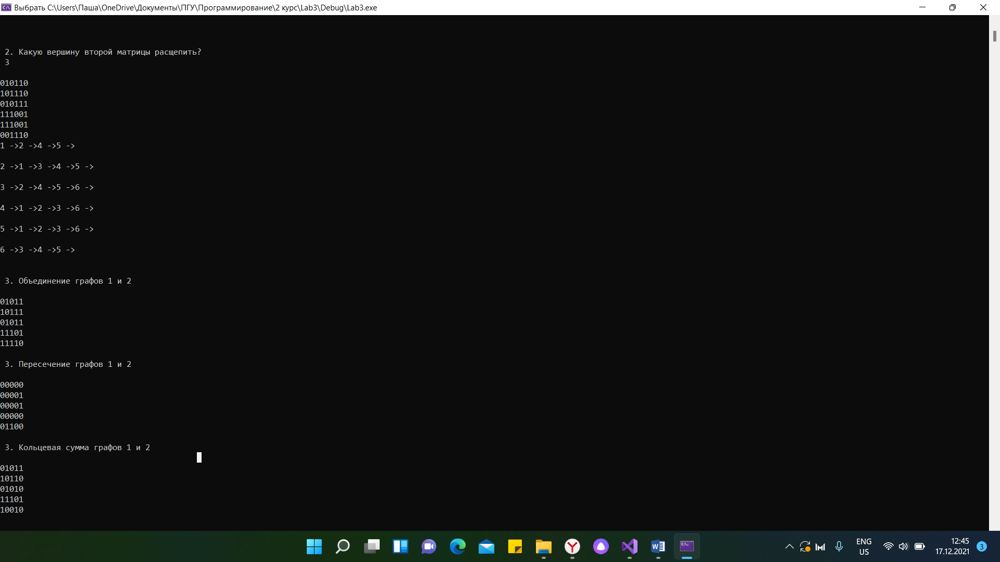 Выбрать C:\Users\Паша\OneDrive\Документы\ПГУ\Программирование\2 курс\Lab3\Debug\Lab3.exe
2. Какую вершину второй матрицы расщепить?
3
010110
101110
010111
111001
111001
001110
1 ->2 ->4 ->5 ->
2 ->1 ->3 ->4 ->5 ->
3 ->2 ->4 ->5 ->6 ->
4 ->1 ->2 ->3 ->6 ->
5 ->1 ->2 ->3 ->6 ->
6 ->3 ->4 ->5 ->
3. Объединение графов 1 и 2
01011
10111
01011
11101
11110
3. Пересечение графов 1 и 2
00000
00001
00001
00000
01100
3. Кольцевая сумма графов 1 и 2
01011
10110
01010
11101
10010
ENG
US
12:45
17.12.2021
3